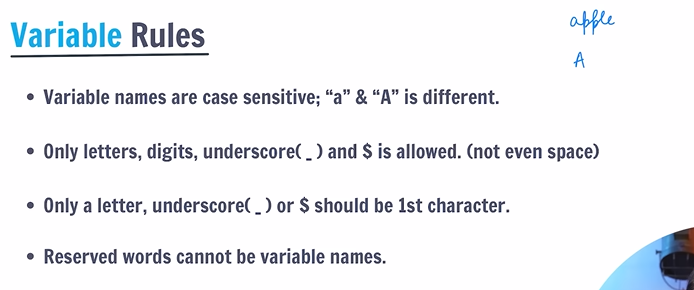 Variable Rules
apple
A
• Variable names are case sensitive; “a” & “A” is different.
• Only letters, digits, underscore( _ ) and $ is allowed. (not even space)
• Only a letter, underscore( _ ) or $ should be 1st character.
• Reserved words cannot be variable names.